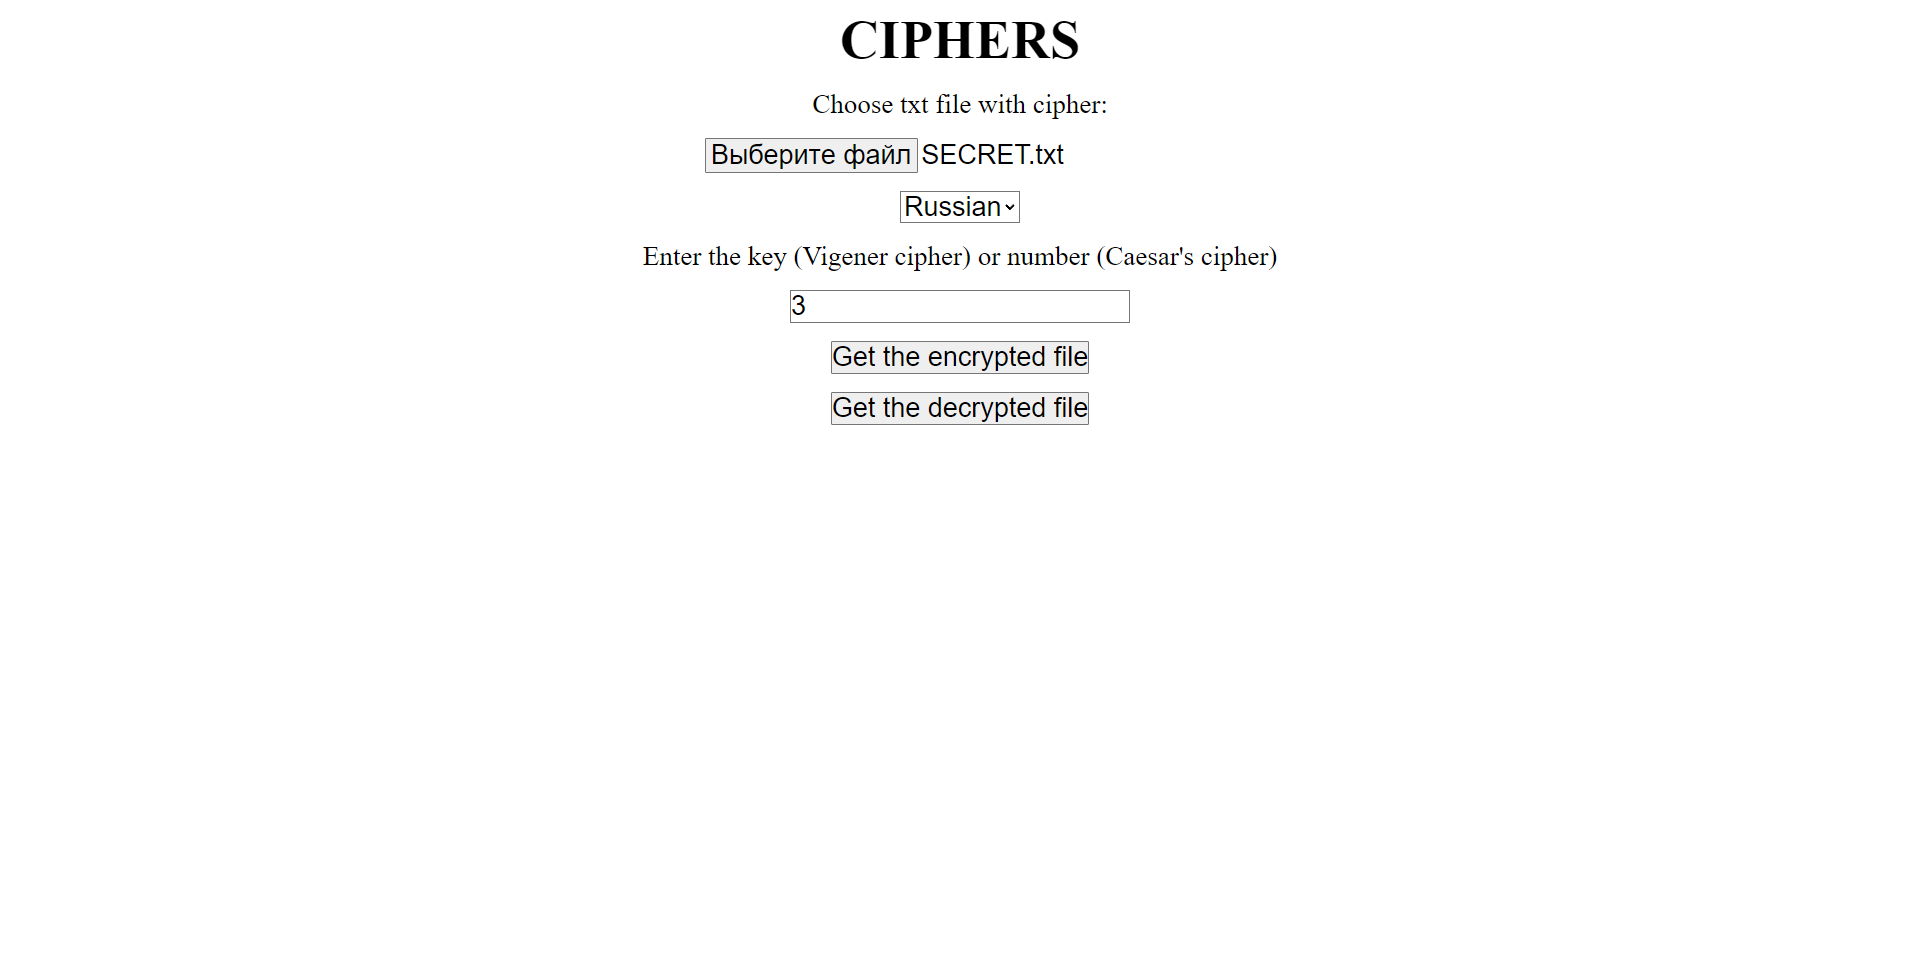 CIPHERS
Choose txt file with cipher:
Выберите файл SECRET.txt
Russian
Enter the key (Vigener cipher) or number (Caesar's cipher)
3
Get the encrypted file
Get the decrypted file